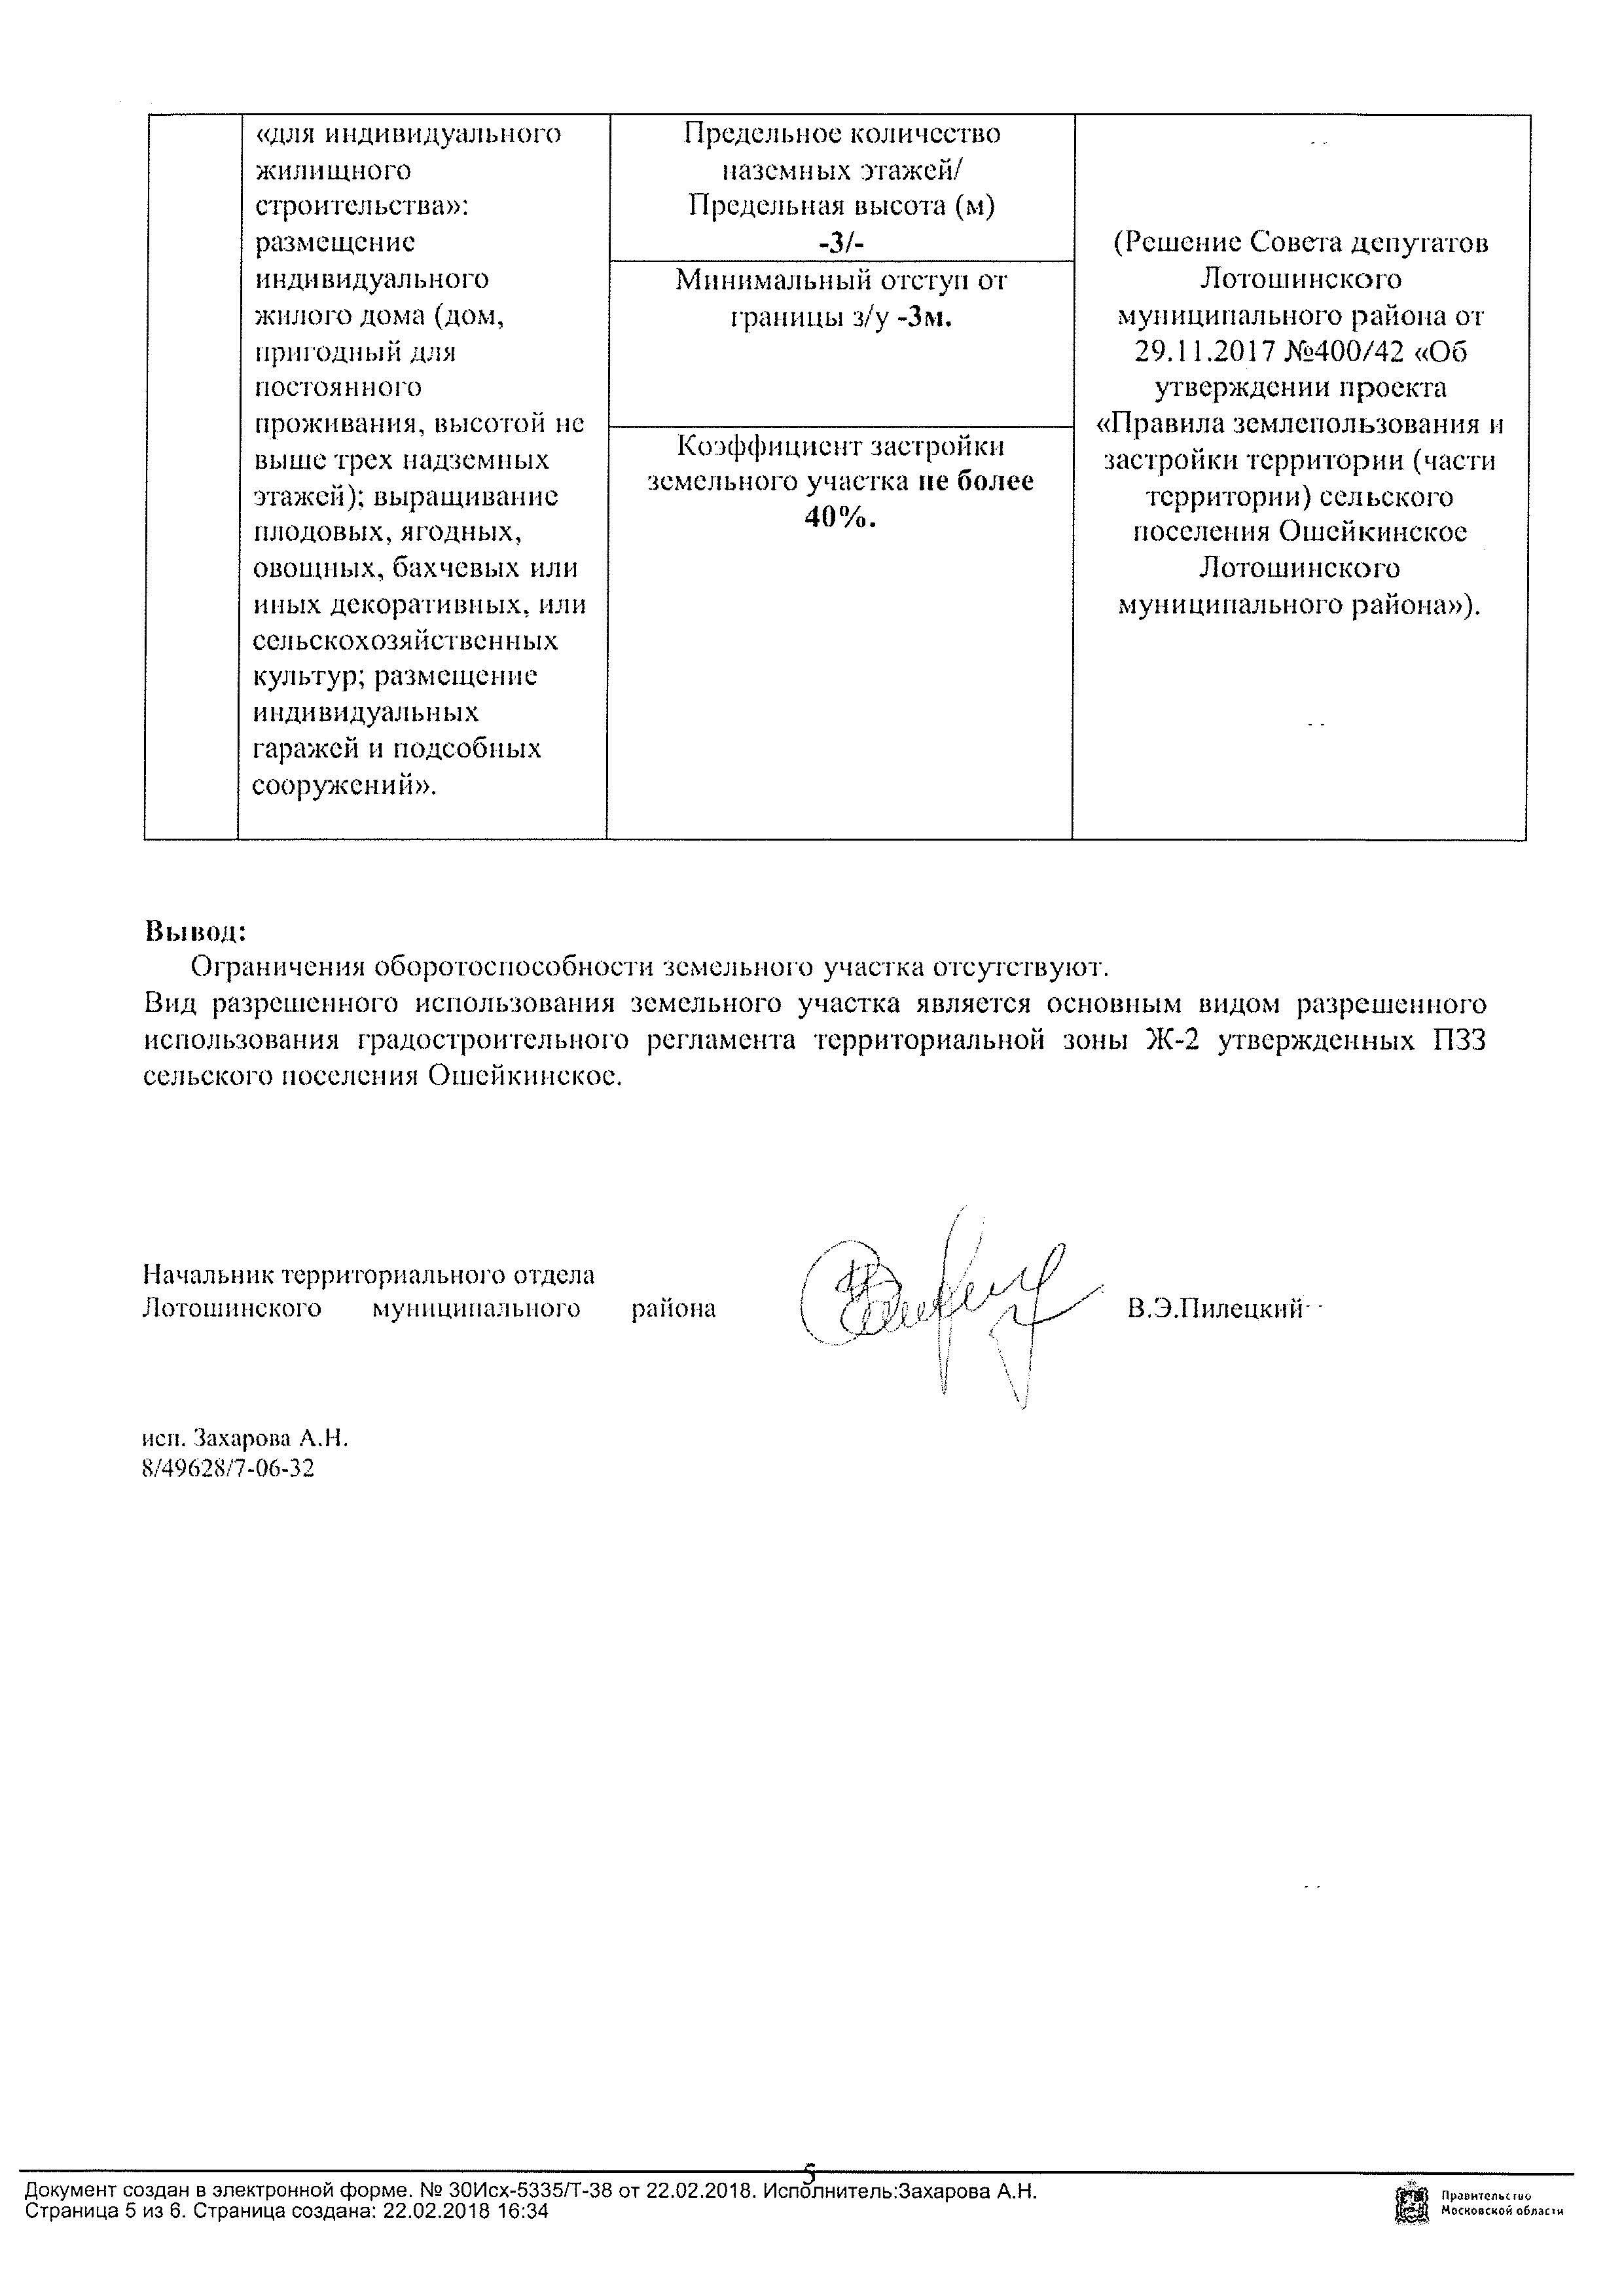 «для индивидуального
жилищного
строительства»:
размещение
индивидуального
жилого дома (дом,
пригодный для
постоянного
проживания, высотой не
выше трех надземных
этажей); выращивание
плодовых, ягодных,
овощных, бахчевых или
иных декоративных, или
сельскохозяйственных
культур; размещение
индивидуальных
гаражей и подсобных
сооружений».
Предельное количество
наземных этажей/
Предельная высота (м)
-3/-
Минимальный отступ от
границы з/у -3м.
Коэффициент застройки
земельного участка не более
40%.
(Решение Совета депутатов
Лотошинского
муниципального района от
29.11.2017 №400/42 «Об
утверждении проекта
«Правила землепользования и
застройки территории (части
территории) сельского
поселения Ошейкинское
Лотошинского
муниципального района»).
Вывод:
Ограничения оборотоспособности земельного участка отсутствуют.
Вид разрешенного использования земельного участка является основным видом разрешенного
использования градостроительного регламента территориальной зоны Ж-2 утвержденных ПЗЗ
сельского поселения Ошейкинское.
Начальник территориального отдела
Лотошинского муниципального района В.Э.Пилецкий
исп. Захарова А.Н.
8/49628/7-06-32
5
Документ создан в электронной форме. № 30Исх-5335/Т-38 от 22.02.2018. Исполнитель:Захарова А.Н.
Страница 5 из 6. Страница создана: 22.02.2018 16:34
Правительство
Московской области